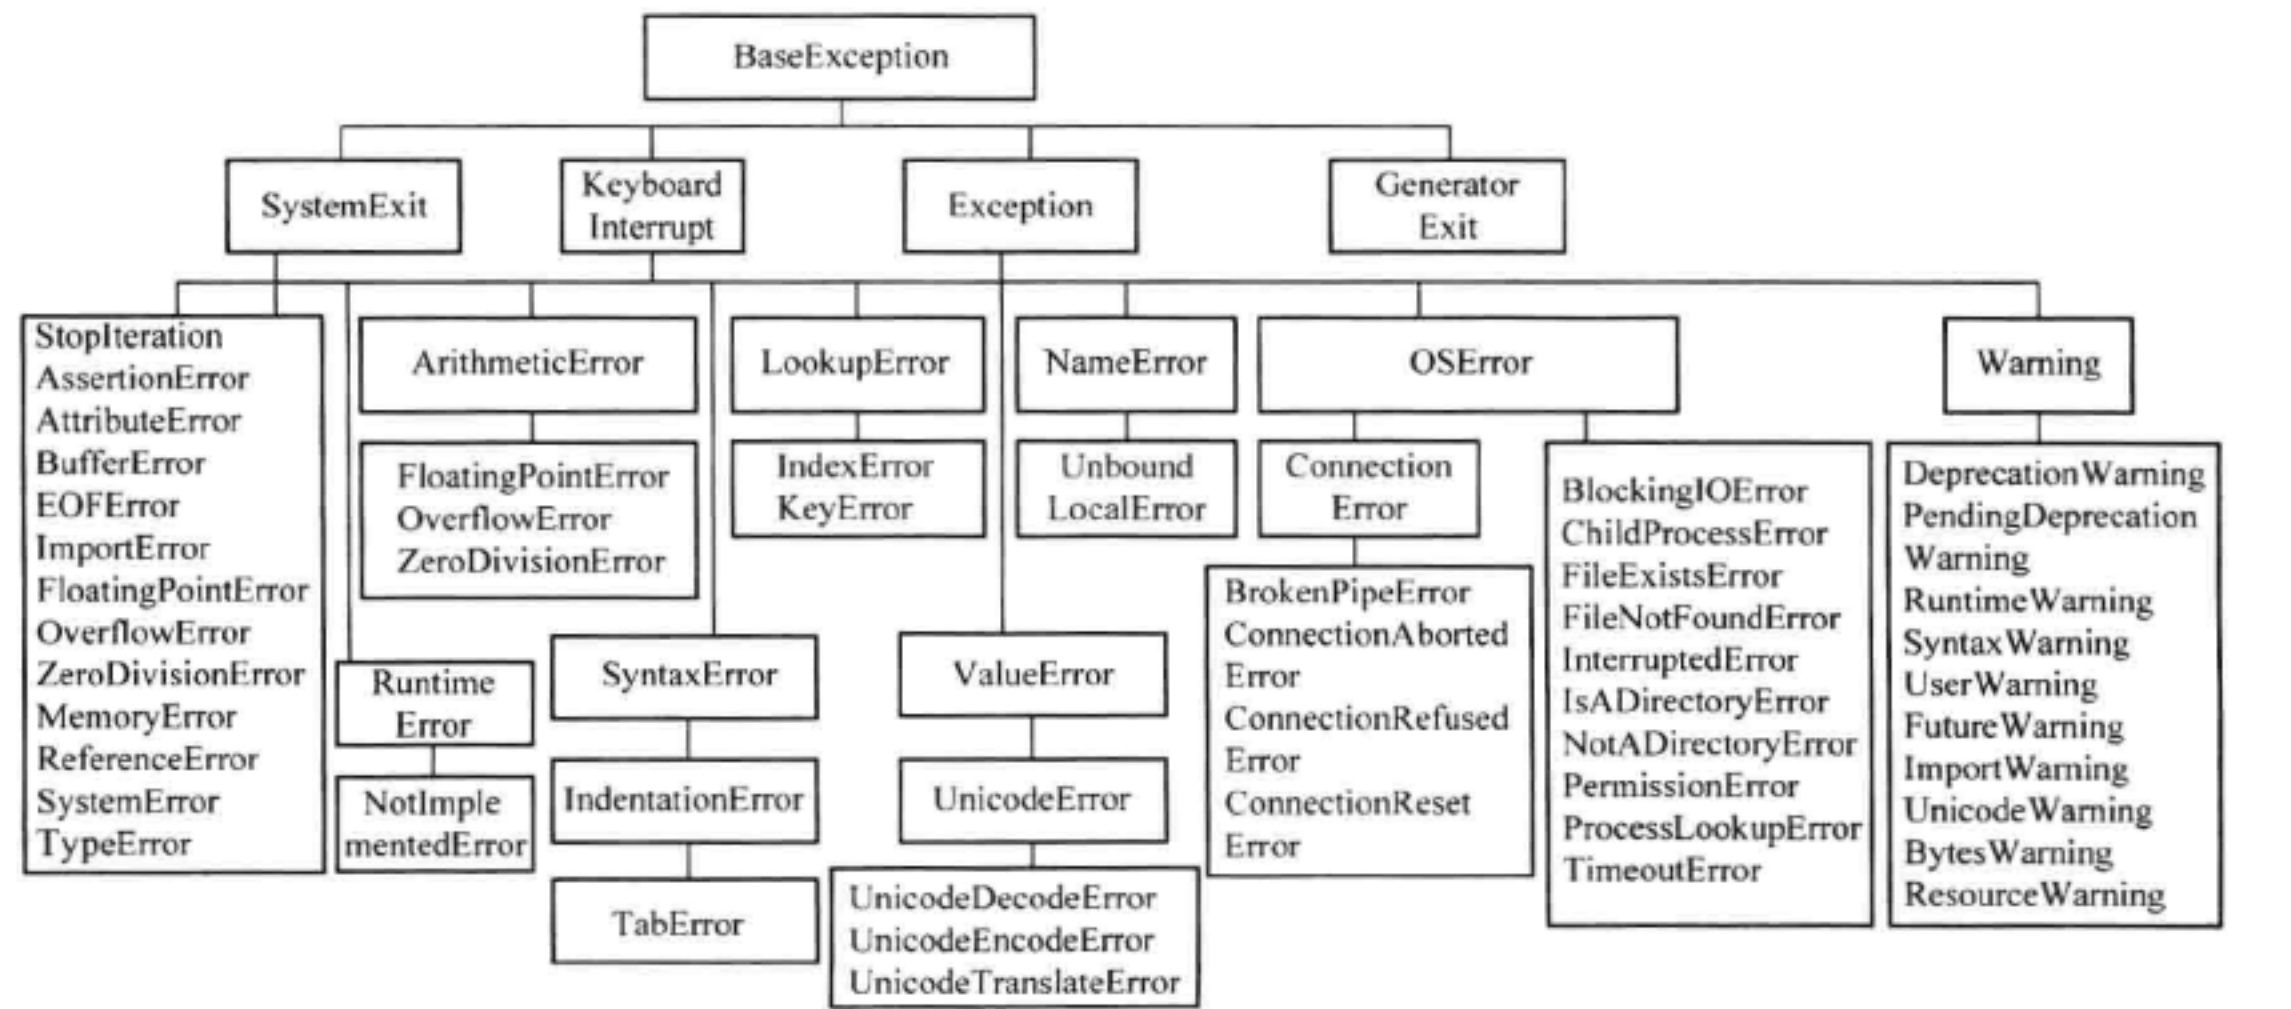 BaseException
SystemExit
Keyboard
Interrupt
Exception
Generator
Exit
StopIteration
AssertionError
AttributeError
BufferError
EOFError
ImportError
FloatingPointError
OverflowError
ZeroDivisionError
MemoryError
ReferenceError
SystemError
TypeError
ArithmeticError
FloatingPointError
OverflowError
ZeroDivisionError
Runtime
Error
NotImple
mentedError
SyntaxError
IndentationError
TabError
LookupError
IndexError
KeyError
ValueError
UnicodeError
UnicodeDecodeError
UnicodeEncodeError
UnicodeTranslateError
NameError
Unbound
LocalError
OSError
Connection
Error
BrokenPipeError
ConnectionAborted
Error
ConnectionRefused
Error
ConnectionReset
Error
BlockingIOError
ChildProcessError
FileExistsError
FileNotFoundError
InterruptedError
IsADirectoryError
NotADirectoryError
PermissionError
ProcessLookupError
TimeoutError
Warning
DeprecationWarning
PendingDeprecation
Warning
RuntimeWarning
SyntaxWarning
UserWarning
FutureWarning
ImportWarning
UnicodeWarning
BytesWarning
ResourceWarning